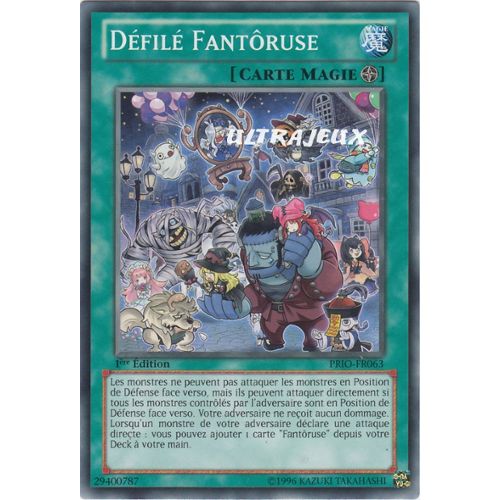 DÉFILÉ FANTÔRUSE
MAGIE
魔
[CARTE MAGIE]
ULTRAJEUX
1ère Édition
PRIO-FR063
Les monstres ne peuvent pas attaquer les monstres en Position
de Défense face verso, mais ils peuvent attaquer directement si
tous les monstres contrôlés par l'adversaire sont en Position de
Défense face verso. Votre adversaire ne reçoit aucun dommage.
Lorsqu'un monstre de votre adversaire déclare une attaque
directe : vous pouvez ajouter 1 carte "Fantôruse" depuis votre
Deck à votre main.
29400787
©1996 KAZUKI TAKAHASHI